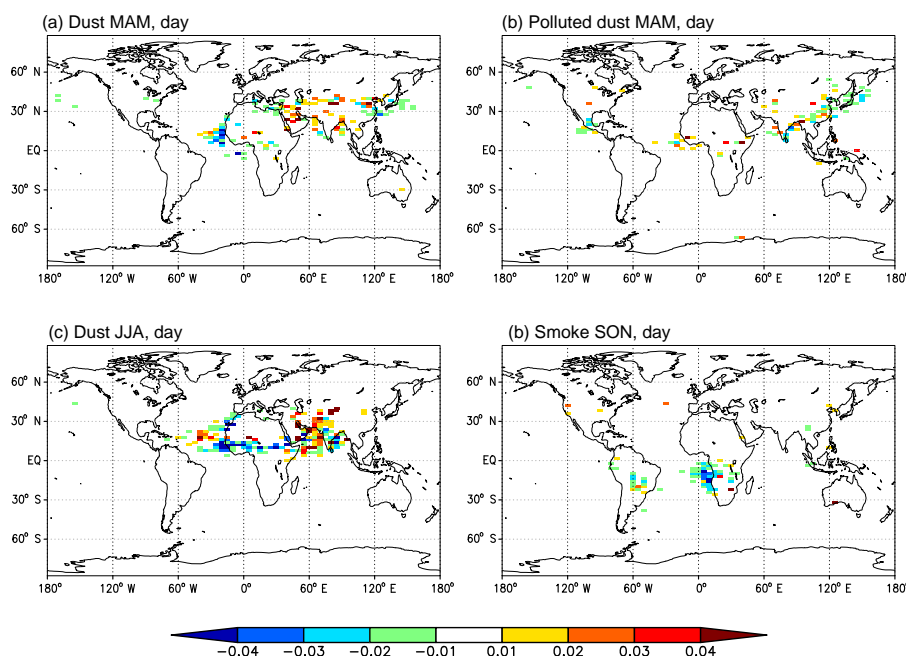 (a) Dust MAM, day
(b) Polluted dust MAM, day
60° N
30° N
EQ
30° S
60° S
180° 120° W 60° W 0° 60° E 120° E 180°
60° N
30° N
EQ
30° S
60° S
180° 120° W 60° W 0° 60° E 120° E 180°
(c) Dust JJA, day
(b) Smoke SON, day
60° N
30° N
EQ
30° S
60° S
180° 120° W 60° W 0° 60° E 120° E 180°
60° N
30° N
EQ
30° S
60° S
180° 120° W 60° W 0° 60° E 120° E 180°
−0.04 −0.03 −0.02 −0.01 0.01 0.02 0.03 0.04